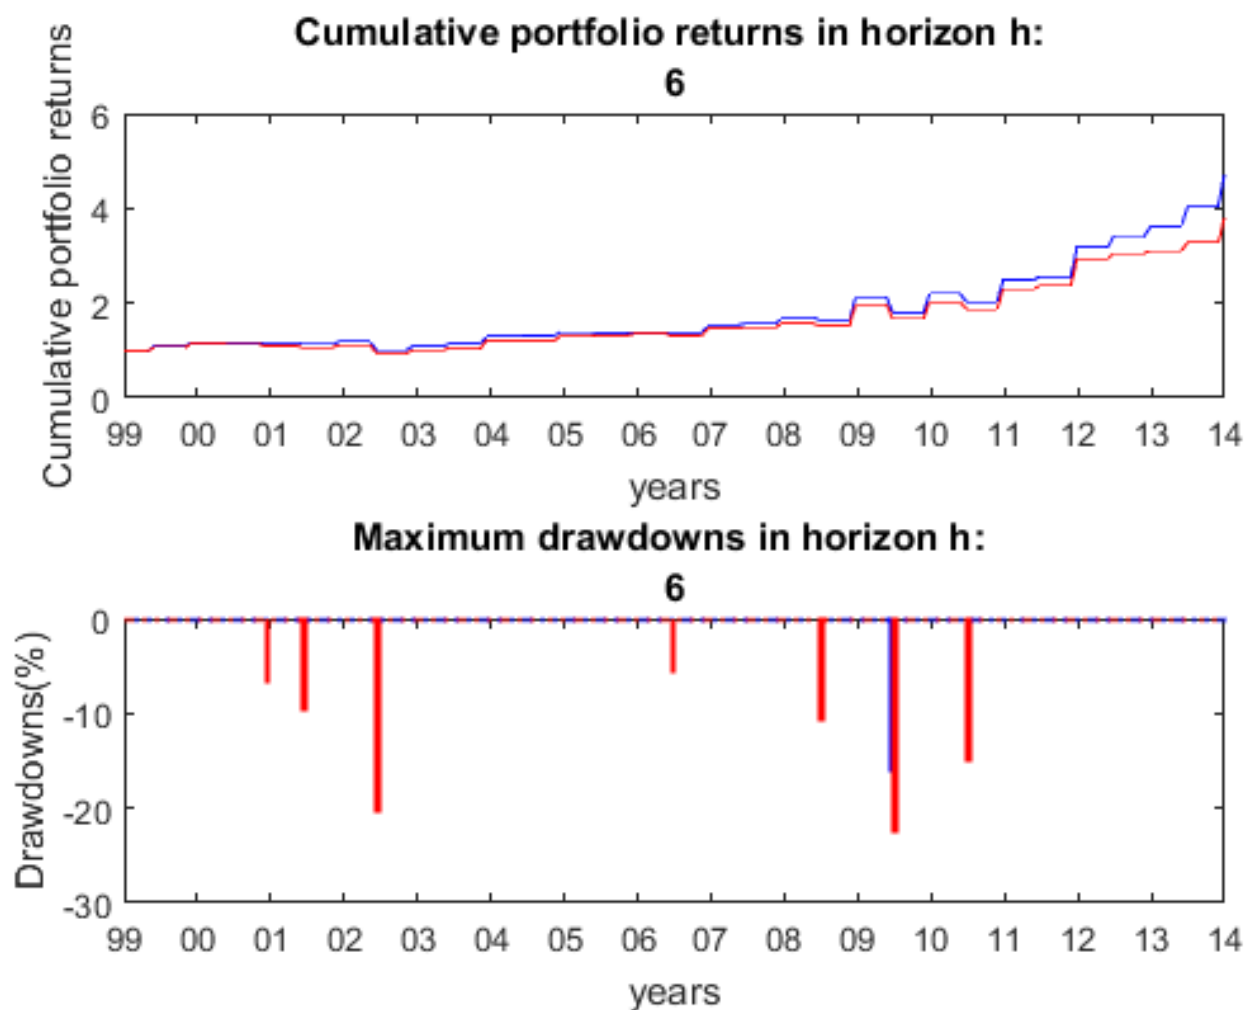 Cumulative portfolio returns in horizon h:
6
Cumulative portfolio returns
6
4
2
0
99 00 01 02 03 04 05 06 07 08 09 10 11 12 13 14
years
Maximum drawdowns in horizon h:
6
Drawdowns(%)
0
-10
-20
-30
99 00 01 02 03 04 05 06 07 08 09 10 11 12 13 14
years